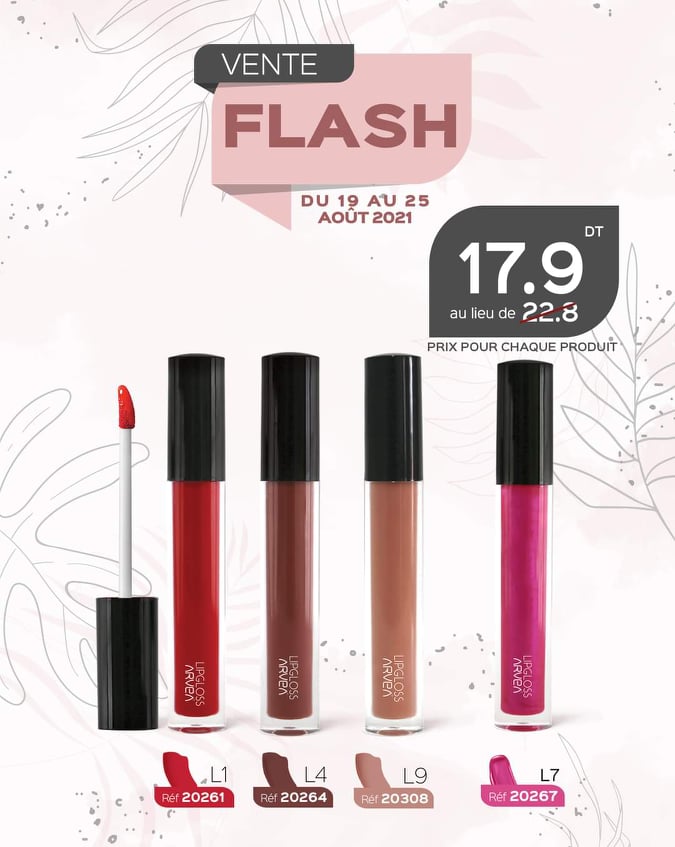 VENTE
FLASH
DU 19 AU 25
AOÛT 2021
DT
17.9
au lieu de 22.8
PRIX POUR CHAQUE PRODUIT
LIPGLOSS
ARVEA
LIPGLOSS
ARVEA
LIPGLOSS
ARVEA
LIPGLOSS
ARVEA
L1
Réf 20261
L4
Réf 20264
L9
Réf 20308
L7
Réf 20267